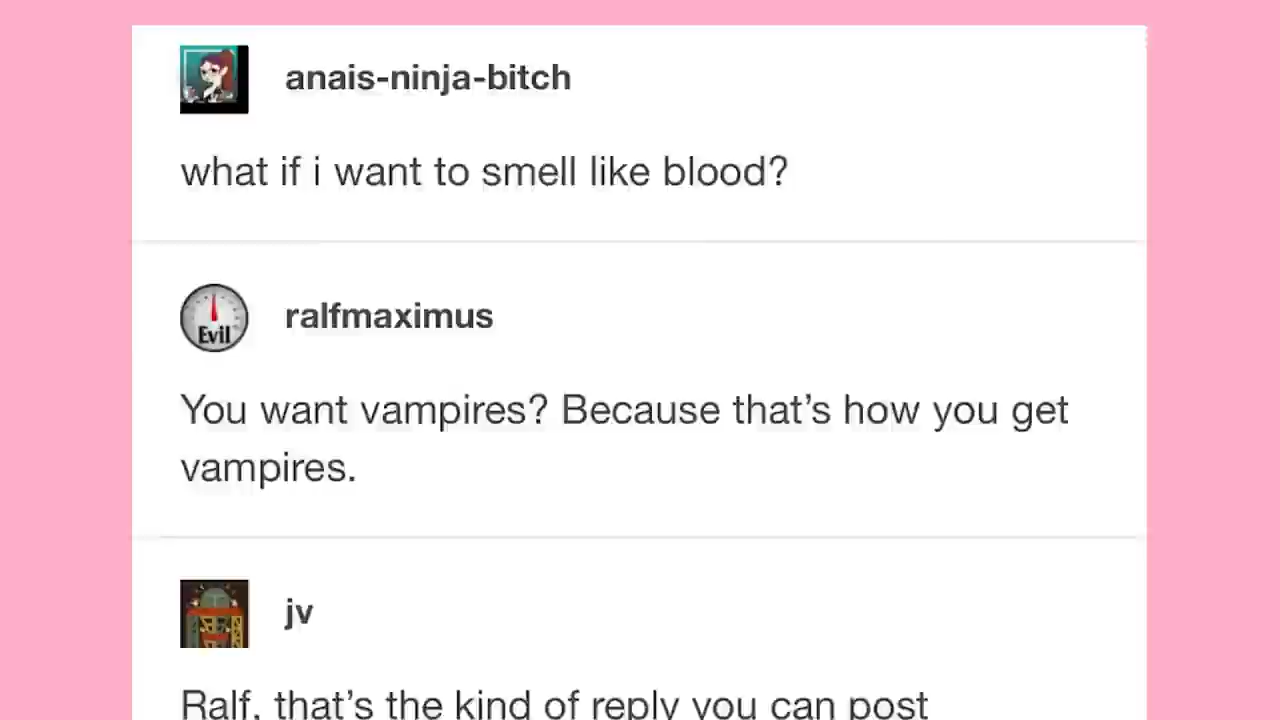 anais-ninja-bitch
what if i want to smell like blood?
Evil
ralfmaximus
You want vampires? Because that’s how you get
vampires.
jv
Ralf, that’s the kind of reply you can post